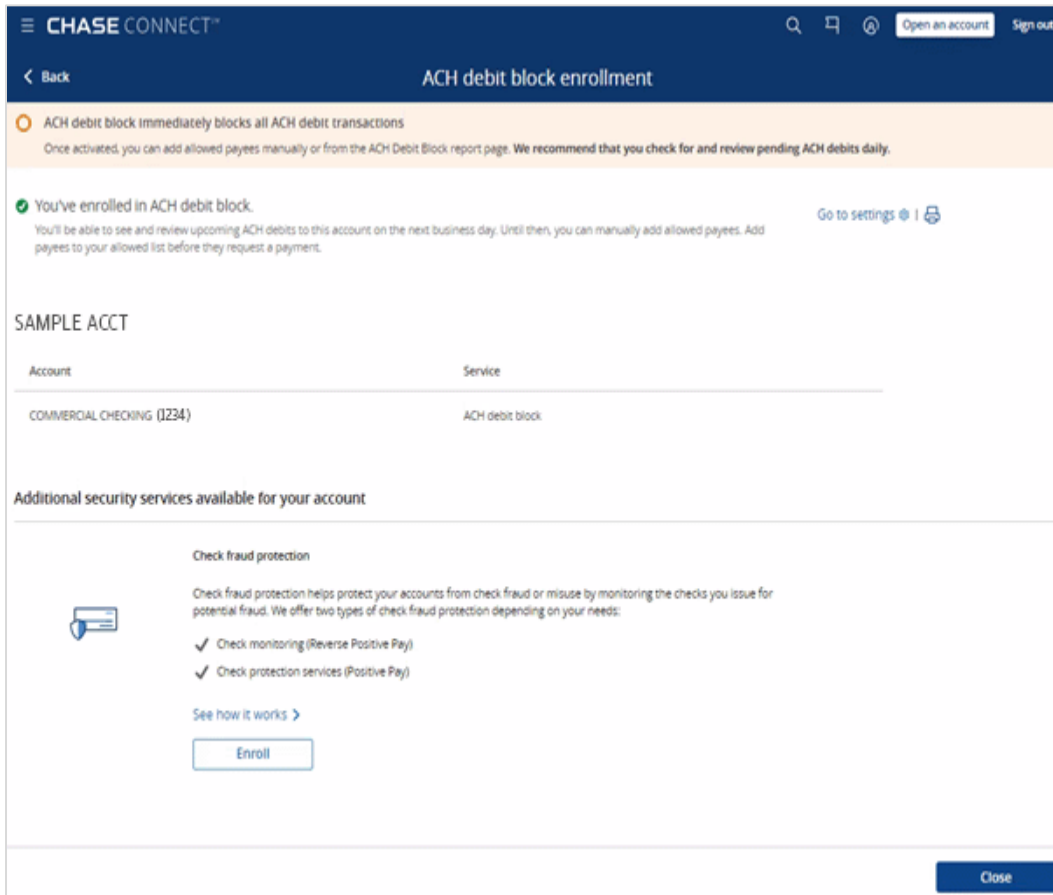 CHASE CONNECT℠
Open an account
Sign out
Back
ACH debit block enrollment
ACH debit block immediately blocks all ACH debit transactions
Once activated, you can add allowed payees manually or from the ACH Debit Block report page. We recommend that you check for and review pending ACH debits daily.
You've enrolled in ACH debit block.
Go to settings |
You'll be able to see and review upcoming ACH debits to this account on the next business day. Until then, you can manually add allowed payees. Add
payees to your allowed list before they request a payment.
SAMPLE ACCT
Account Service
COMMERCIAL CHECKING (1234) ACH debit block
Additional security services available for your account
Check fraud protection
Check fraud protection helps protect your accounts from check fraud or misuse by monitoring the checks you issue for
potential fraud. We offer two types of check fraud protection depending on your needs:
Check monitoring (Reverse Positive Pay)
Check protection services (Positive Pay)
See how it works
Enroll
Close